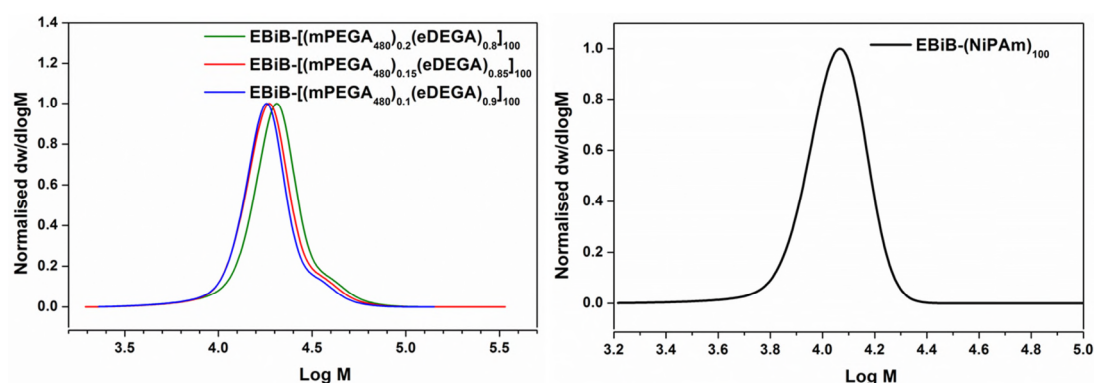 1.4
1.2
1.0
0.8
0.6
0.4
0.2
0.0
Normalised dw/dlogM
EBiB-[(mPEGA480)0.2(eDEGA)0.8]100
EBiB-[(mPEGA480)0.15(eDEGA)0.85]100
EBiB-[(mPEGA480)0.1(eDEGA)0.9]100
3.5 4.0 4.5 5.0 5.5
Log M
1.0
0.8
0.6
0.4
0.2
0.0
Normalised dw/dlogM
EBiB-(NiPAm)100
3.2 3.4 3.6 3.8 4.0 4.2 4.4 4.6 4.8 5.0
Log M